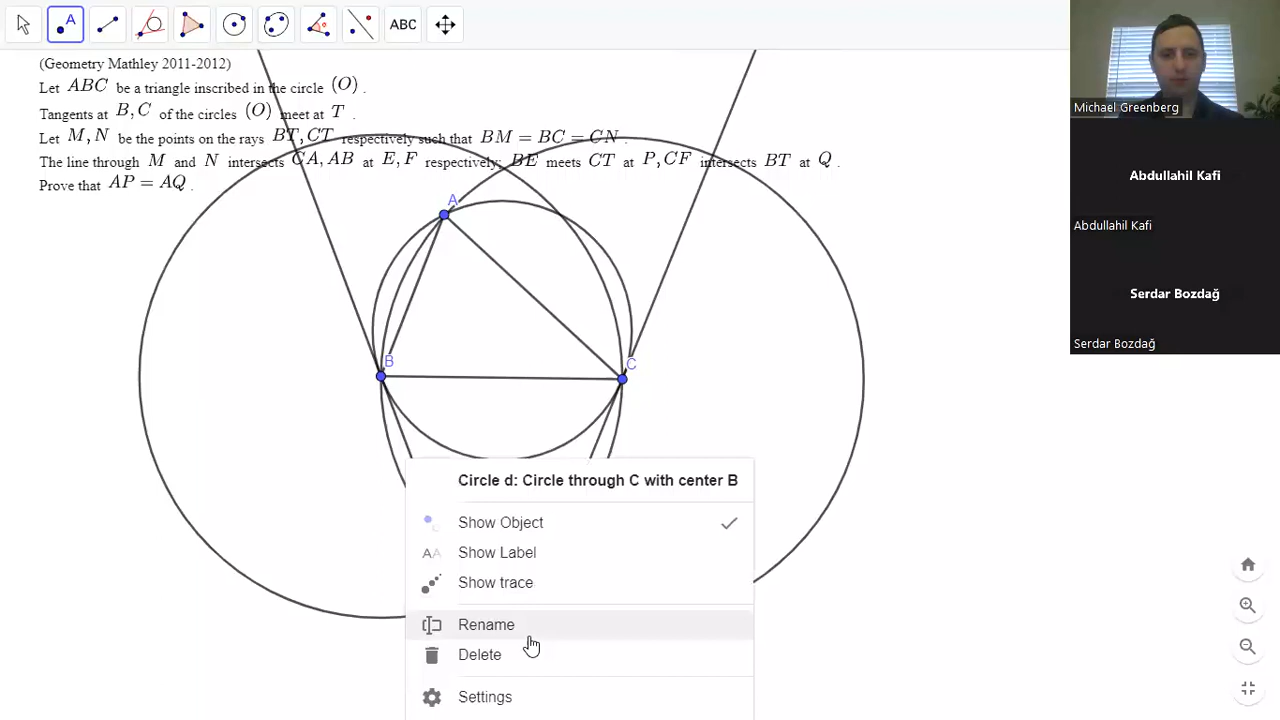 A
ABC
(Geometry Mathley 2011-2012)
Let ABC be a triangle inscribed in the circle (O) .
Tangents at B, C of the circles (O) meet at T .
Let M, N be the points on the rays BT, CT respectively such that BM = BC = CN .
The line through M and N intersects CA, AB at E, F respectively; BE meets CT at P, CF intersects BT at Q .
Prove that AP = AQ .
A
B
C
Circle d: Circle through C with center B
Show Object
AA Show Label
Show trace
Rename
Delete
Settings
Michael Greenberg
Abdullahil Kafi
Abdullahil Kafi
Serdar Bozdağ
Serdar Bozdağ